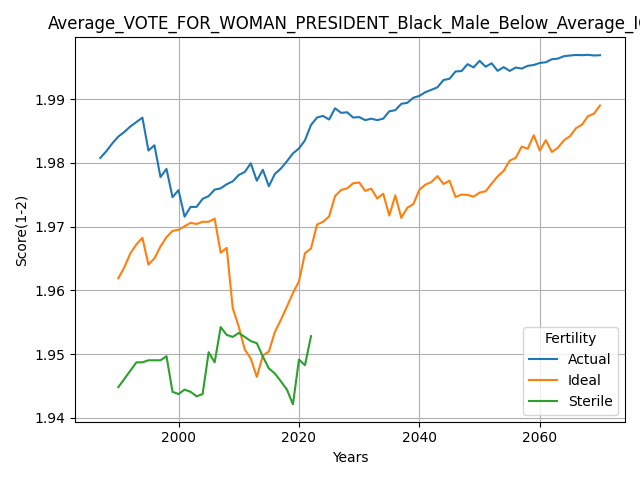 Average_VOTE_FOR_WOMAN_PRESIDENT_Black_Male_Below_Average_I
1.99
1.98
1.97
1.96
1.95
1.94
Score(1-2)
Fertility
Actual
Ideal
Sterile
2000
2020
2040
2060
Years